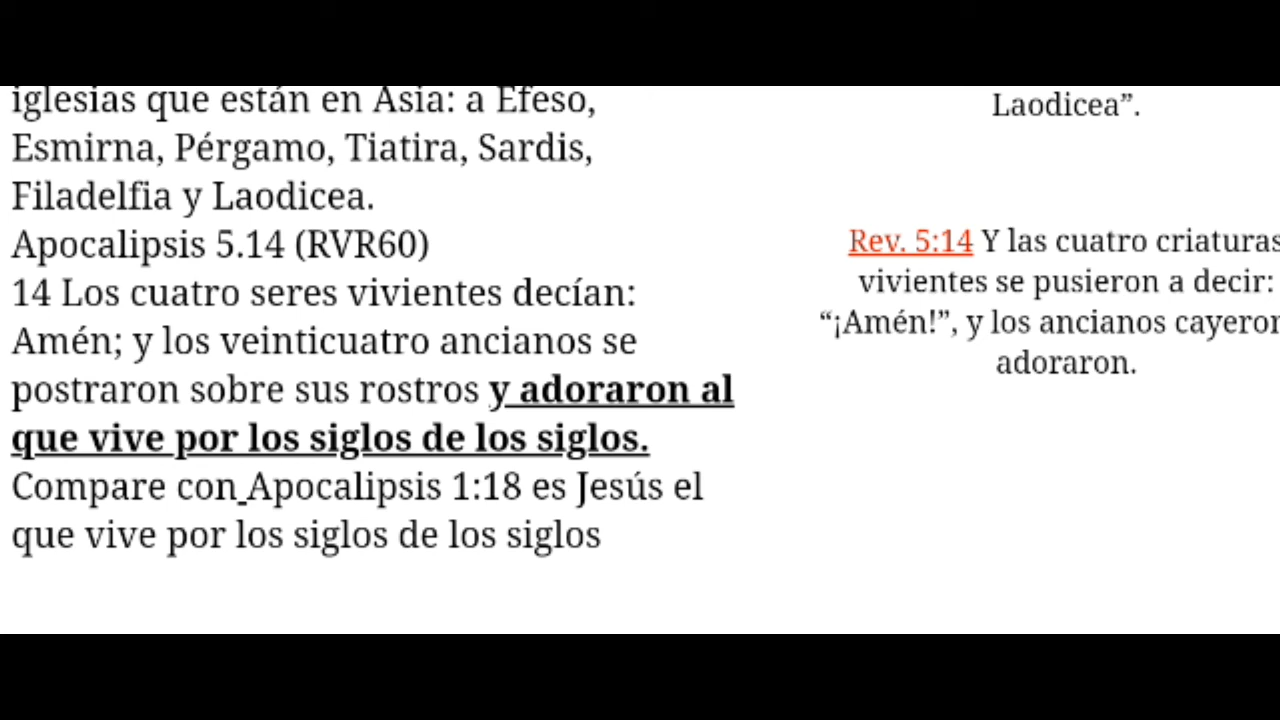 iglesias que están en Asia: a Efeso,
Esmirna, Pérgamo, Tiatira, Sardis,
Filadelfia y Laodicea.
Apocalipsis 5.14 (RVR60)
14 Los cuatro seres vivientes decían:
Amén; y los veinticuatro ancianos se
postraron sobre sus rostros y adoraron al
que vive por los siglos de los siglos.
Compare con Apocalipsis 1:18 es Jesús el
que vive por los siglos de los siglos
Laodicea”.
Rev. 5:14 Y las cuatro criaturas
vivientes se pusieron a decir:
“¡Amén!”, y los ancianos cayeron
adoraron.